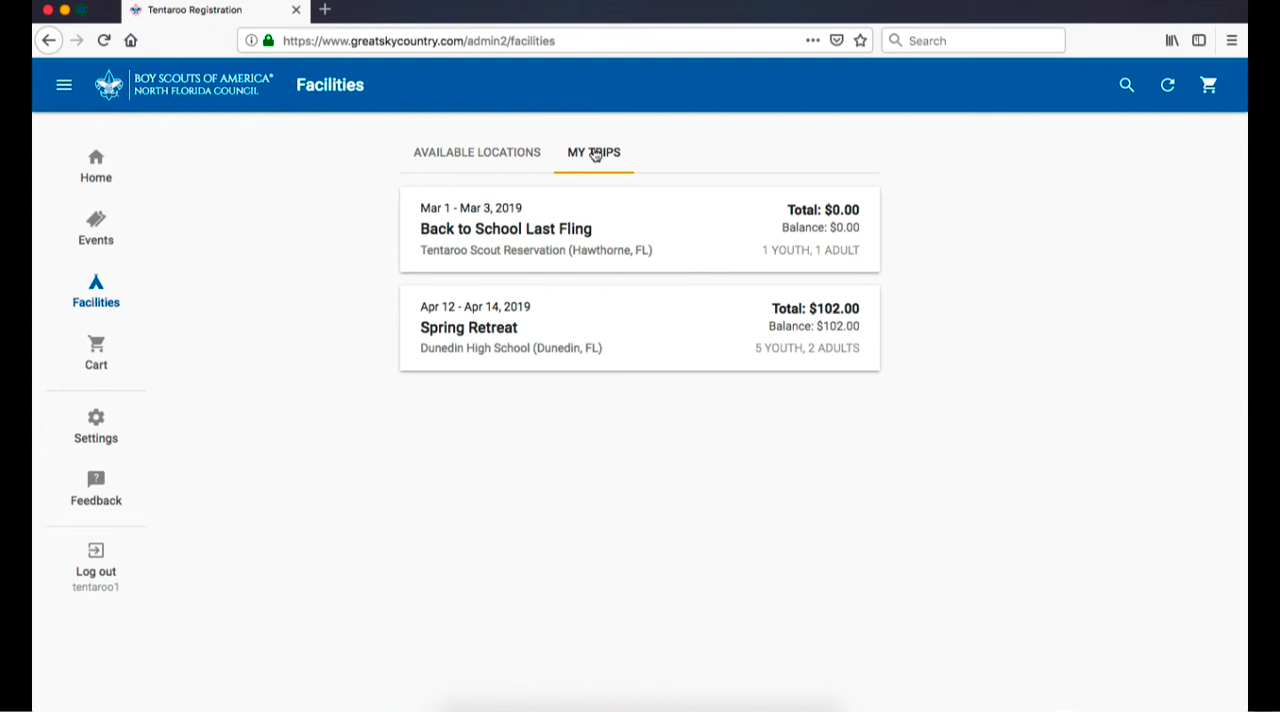 Tentaroo Registration
https://www.greatskycountry.com/admin2/facilities
Search
BOY SCOUTS OF AMERICA®
NORTH FLORIDA COUNCIL
Facilities
Home
Events
Facilities
Cart
Settings
Feedback
Log out
tentaroo1
AVAILABLE LOCATIONS
MY TRIPS
Mar 1 - Mar 3, 2019
Total: $0.00
Back to School Last Fling
Balance: $0.00
Tentaroo Scout Reservation (Hawthorne, FL)
1 YOUTH, 1 ADULT
Apr 12 - Apr 14, 2019
Total: $102.00
Spring Retreat
Balance: $102.00
Dunedin High School (Dunedin, FL)
5 YOUTH, 2 ADULTS